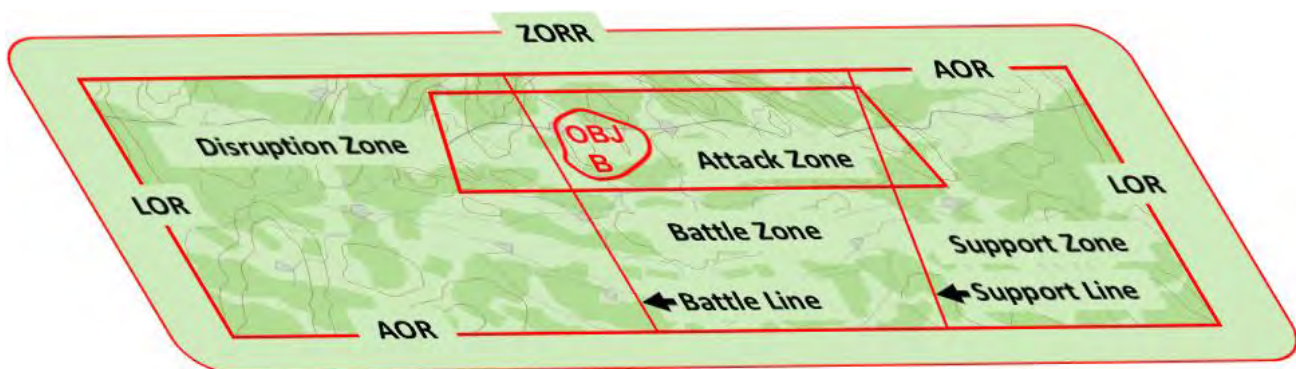 ZORR
AOR
Disruption Zone
OBJ
B
Attack Zone
LOR
LOR
Battle Zone
Support Zone
Battle Line
Support Line
AOR